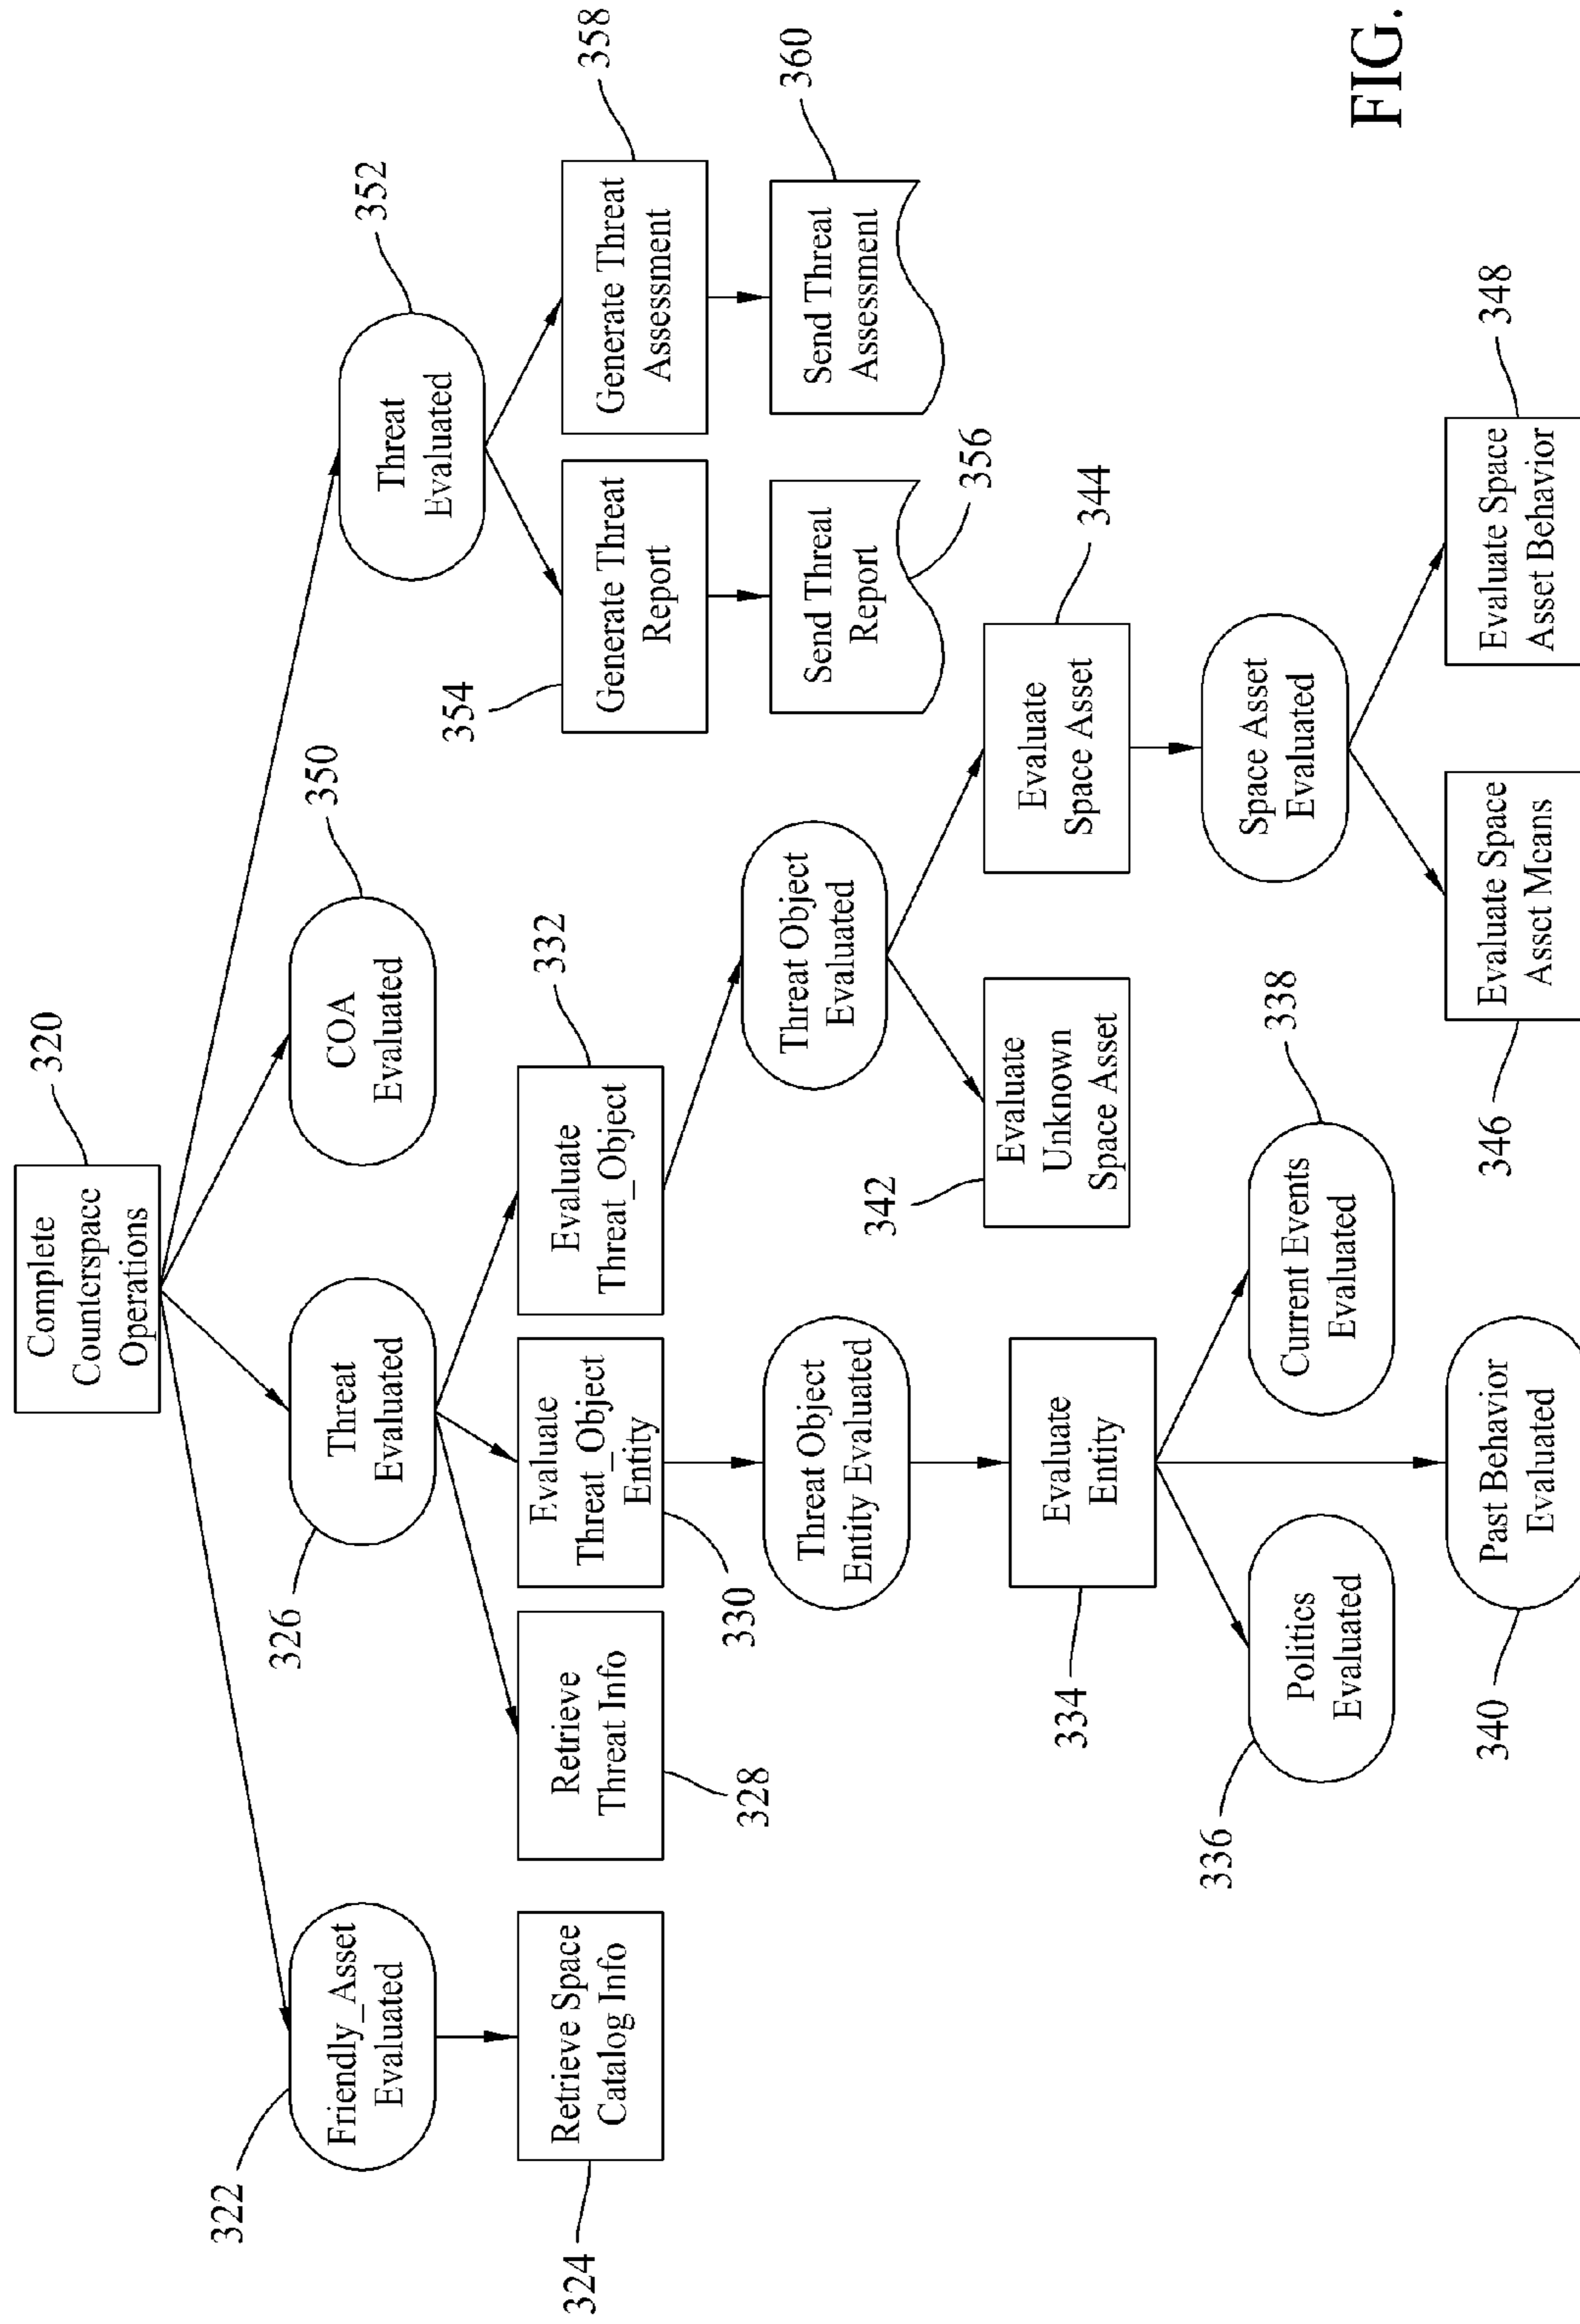 Complete
Counterspace
Operations
320
Friendly_Asset
Evaluated
322
Threat
Evaluated
326
COA
Evaluated
350
Threat
Evaluated
352
Retrieve Space
Catalog Info
324
Retrieve
Threat Info
328
Evaluate
Threat_Object
Entity
330
Evaluate
Threat_Object
332
Generate Threat
Report
354
Generate Threat
Assessment
358
Threat Object
Entity Evaluated
Threat Object
Evaluated
Send Threat
Report
356
Send Threat
Assessment
360
Evaluate
Entity
334
Evaluate
Unknown
Space Asset
342
Evaluate
Space Asset
344
Politics
Evaluated
336
Current Events
Evaluated
338
Space Asset
Evaluated
Past Behavior
Evaluated
340
Evaluate Space
Asset Means
346
Evaluate Space
Asset Behavior
348
FIG.